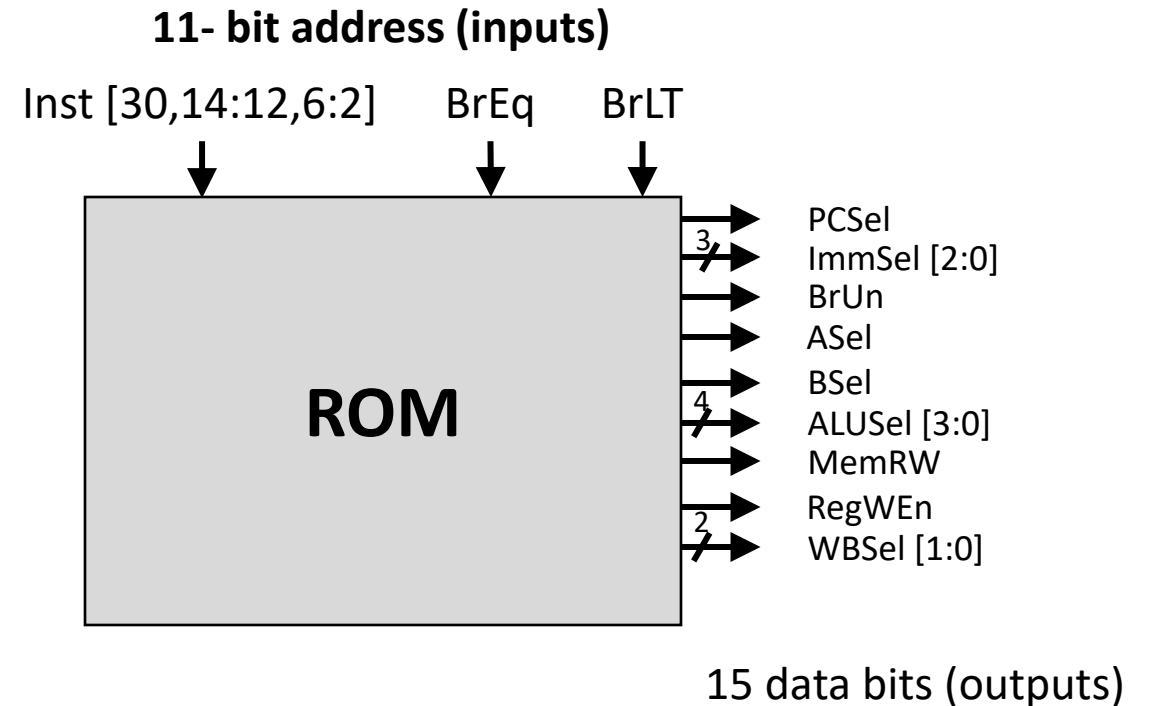 11- bit address (inputs)
Inst [30,14:12,6:2] BrEq BrLT
PCSel
3
ImmSel [2:0]
BrUn
ASel
BSel
ROM
4
ALUSel [3:0]
MemRW
RegWEn
2
WBSel [1:0]
15 data bits (outputs)